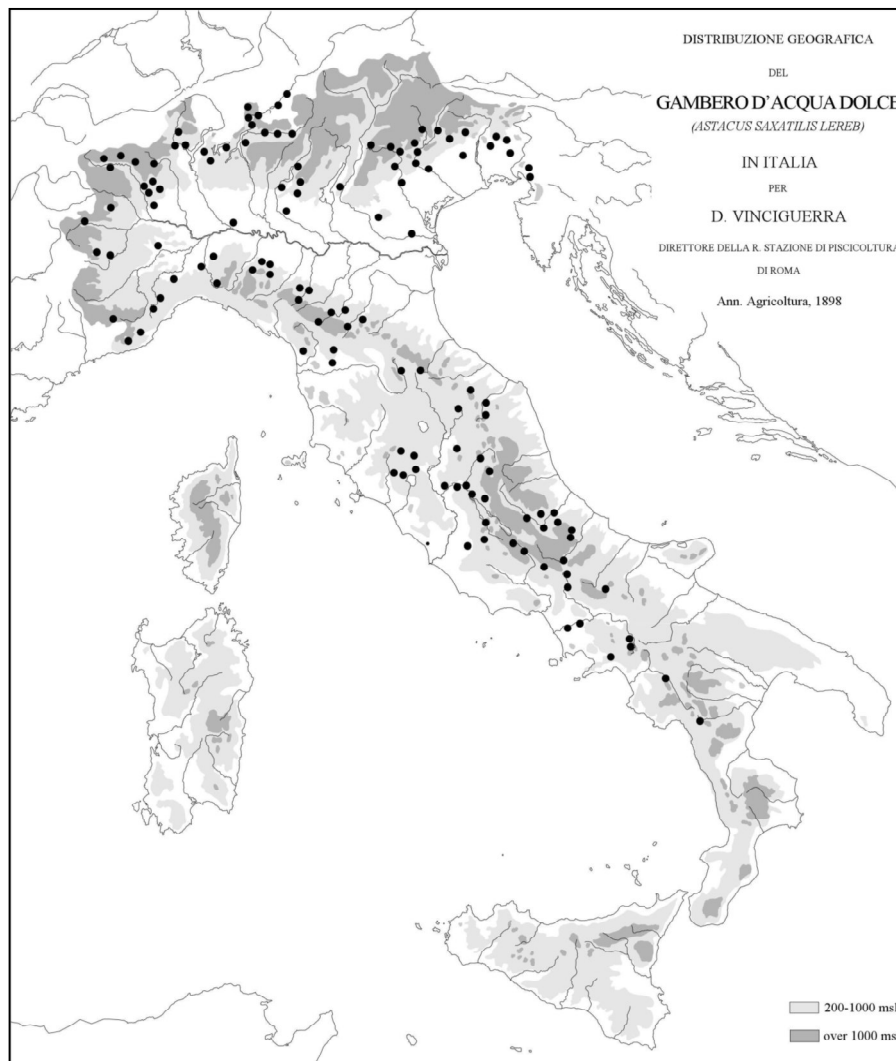 DISTRIBUZIONE GEOGRAFICA
DEL
GAMBERO D'ACQUA DOLCE
(ASTACUS SAXATILIS LEREB)
IN ITALIA
PER
D. VINCIGUERRA
DIRETTORE DELLA R. STAZIONE DI PISCICOLTURA
DI ROMA
Ann. Agricoltura, 1898
200-1000 msl
over 1000 ms